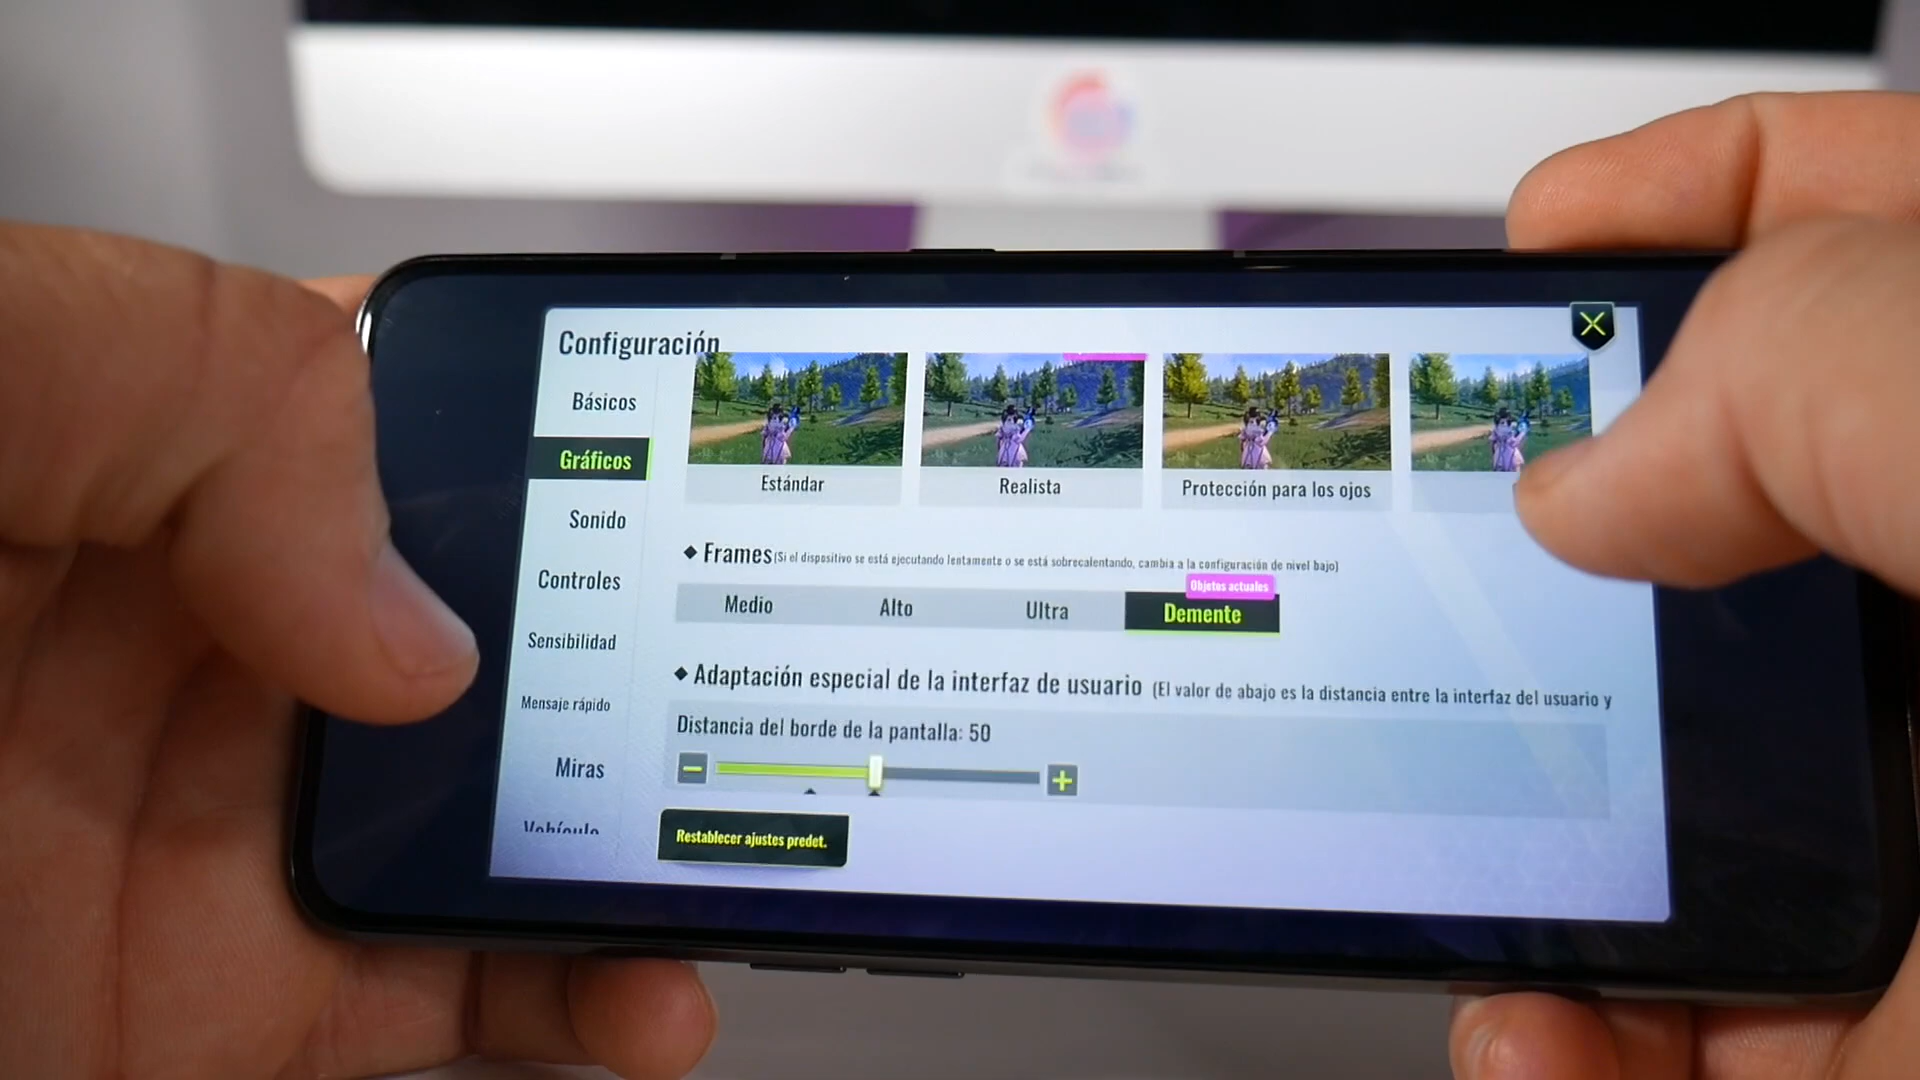 Configuración
Básicos
Gráficos
Sonido
Controles
Sensibilidad
Mensaje rápido
Miras
Vehículo
Estándar
Realista
Protección para los ojos
◆ Frames (Si el dispositivo se está ejecutando lentamente o se está sobrecalentando, cambia a la configuración de nivel bajo)
Objetos actuales
Medio Alto Ultra Demente
◆ Adaptación especial de la interfaz de usuario (El valor de abajo es la distancia entre la interfaz del usuario y
Distancia del borde de la pantalla: 50
Restablecer ajustes predet.